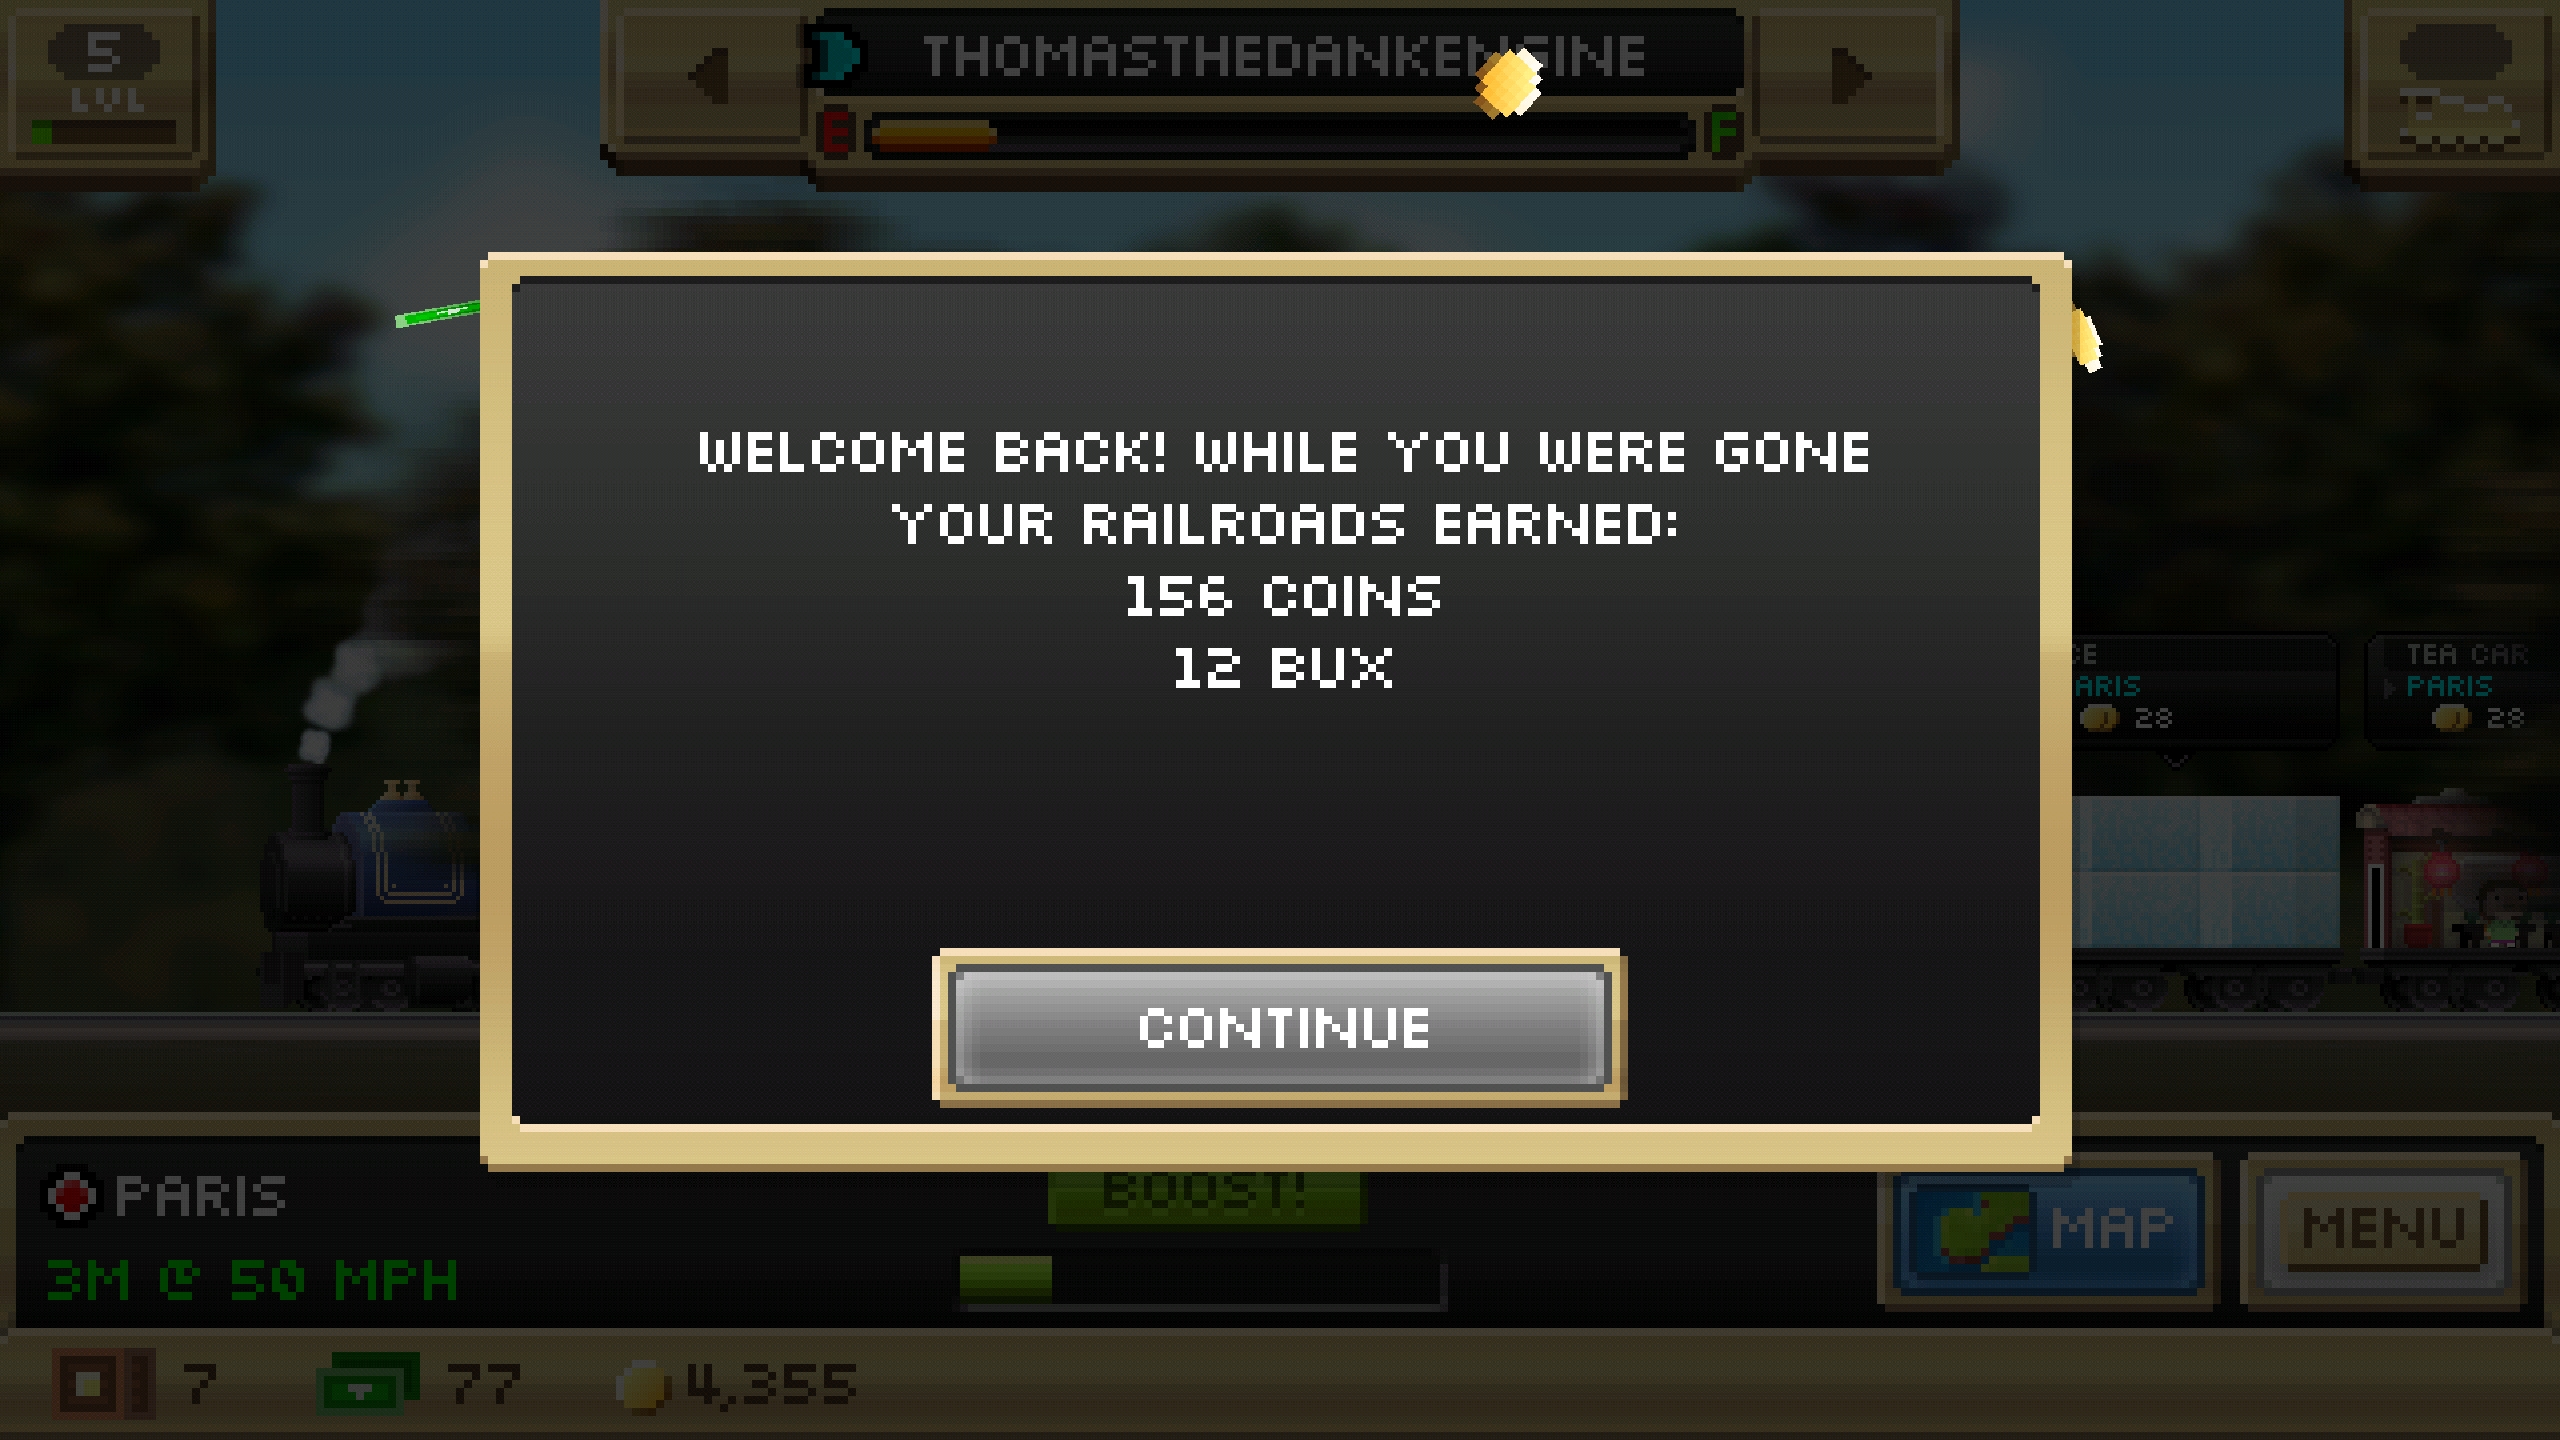 5
LVL
THOMASTHEDANKENGINE
E F
WELCOME BACK! WHILE YOU WERE GONE
YOUR RAILROADS EARNED:
156 COINS
12 BUX
CONTINUE
ARIS
28
TEA CAR
PARIS
28
PARIS
3M @ 50 MPH
BOOST!
MAP
MENU
7 77 4,355